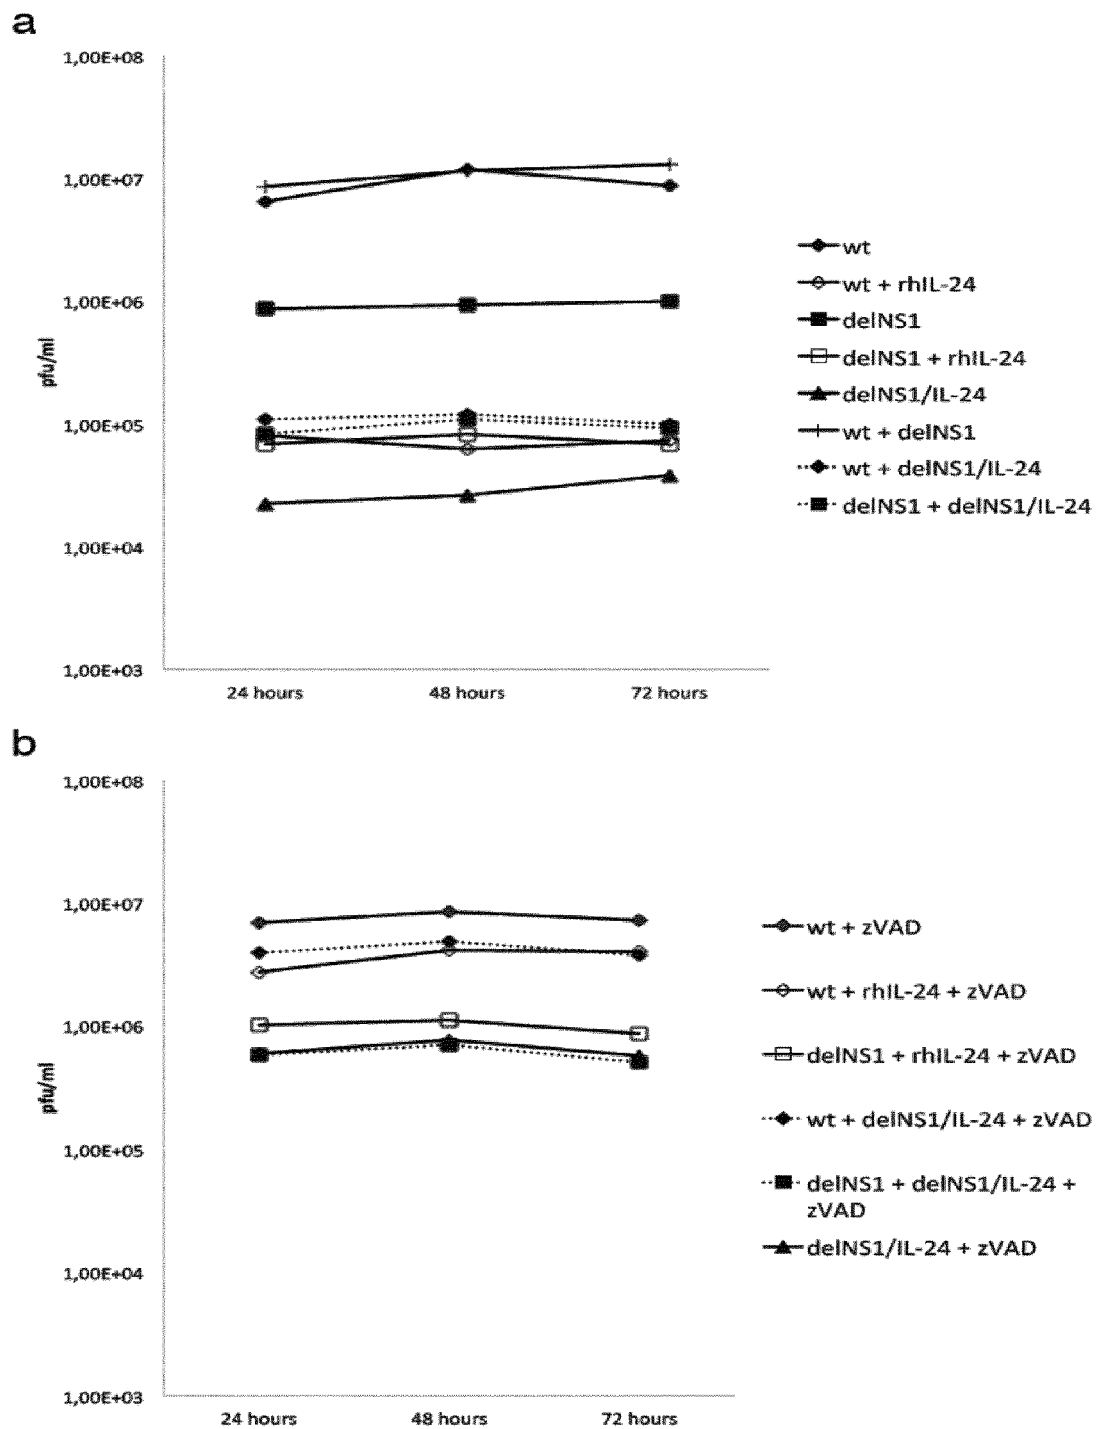 a
1,00E+08
1,00E+07
1,00E+06
1,00E+05
1,00E+04
1,00E+03
pfu/ml
24 hours
48 hours
72 hours
wt
wt + rhIL-24
delNS1
delNS1 + rhIL-24
delNS1/IL-24
wt + delNS1
wt + delNS1/IL-24
delNS1 + delNS1/IL-24
b
1,00E+08
1,00E+07
1,00E+06
1,00E+05
1,00E+04
1,00E+03
pfu/ml
24 hours
48 hours
72 hours
wt + zVAD
wt + rhIL-24 + zVAD
delNS1 + rhIL-24 + zVAD
wt + delNS1/IL-24 + zVAD
delNS1 + delNS1/IL-24 +
zVAD
delNS1/IL-24 + zVAD